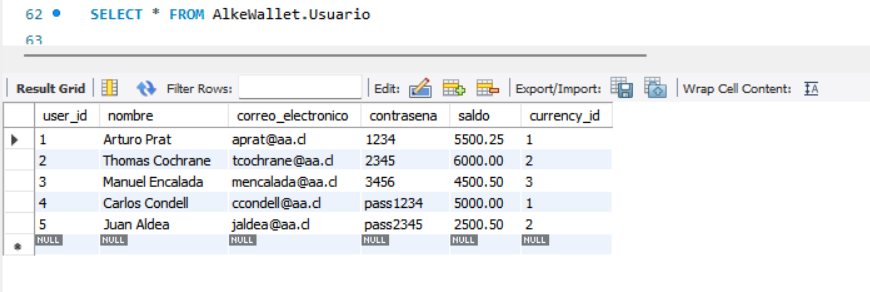 62 SELECT * FROM AlkeWallet.Usuario
63
Result Grid Filter Rows: Edit: Export/Import: Wrap Cell Content: IA
user_id nombre correo_electronico contrasena saldo currency_id
1 Arturo Prat aprat@aa.cl 1234 5500.25 1
2 Thomas Cochrane tcochrane@aa.cl 2345 6000.00 2
3 Manuel Encalada mencalada@aa.cl 3456 4500.50 3
4 Carlos Condell ccondell@aa.cl pass1234 5000.00 1
5 Juan Aldea jaldea@aa.cl pass2345 2500.50 2
NULL NULL NULL NULL NULL NULL